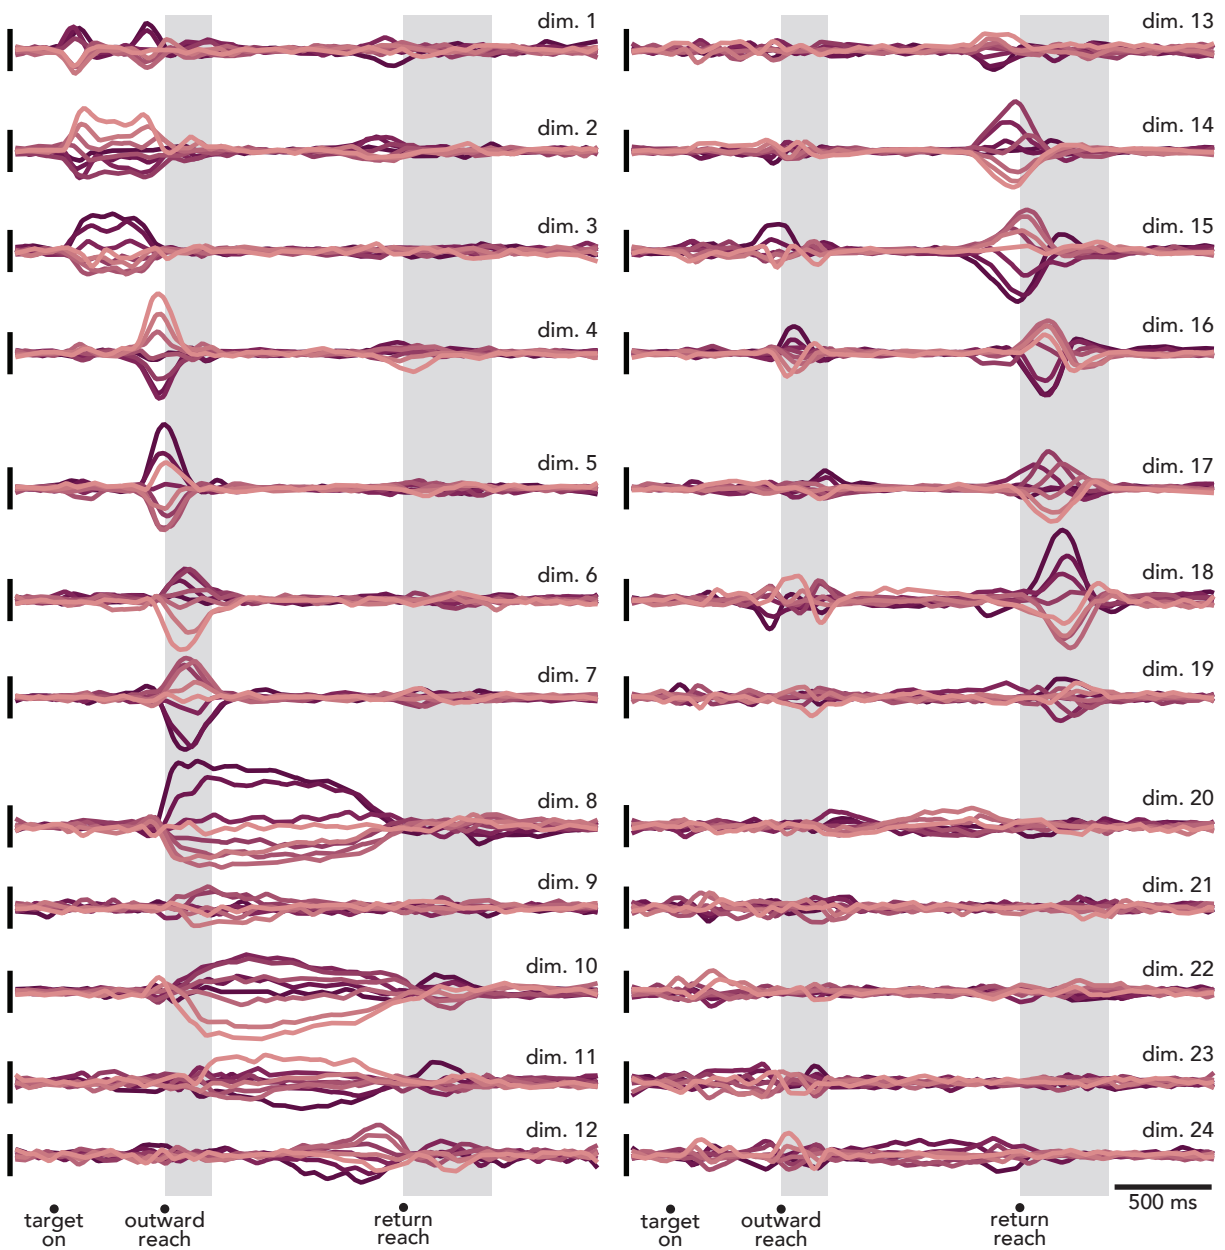 dim. 1
dim. 2
dim. 3
dim. 4
dim. 5
dim. 6
dim. 7
dim. 8
dim. 9
dim. 10
dim. 11
dim. 12
target
on
outward
reach
return
reach
dim. 13
dim. 14
dim. 15
dim. 16
dim. 17
dim. 18
dim. 19
dim. 20
dim. 21
dim. 22
dim. 23
dim. 24
500 ms
target
on
outward
reach
return
reach